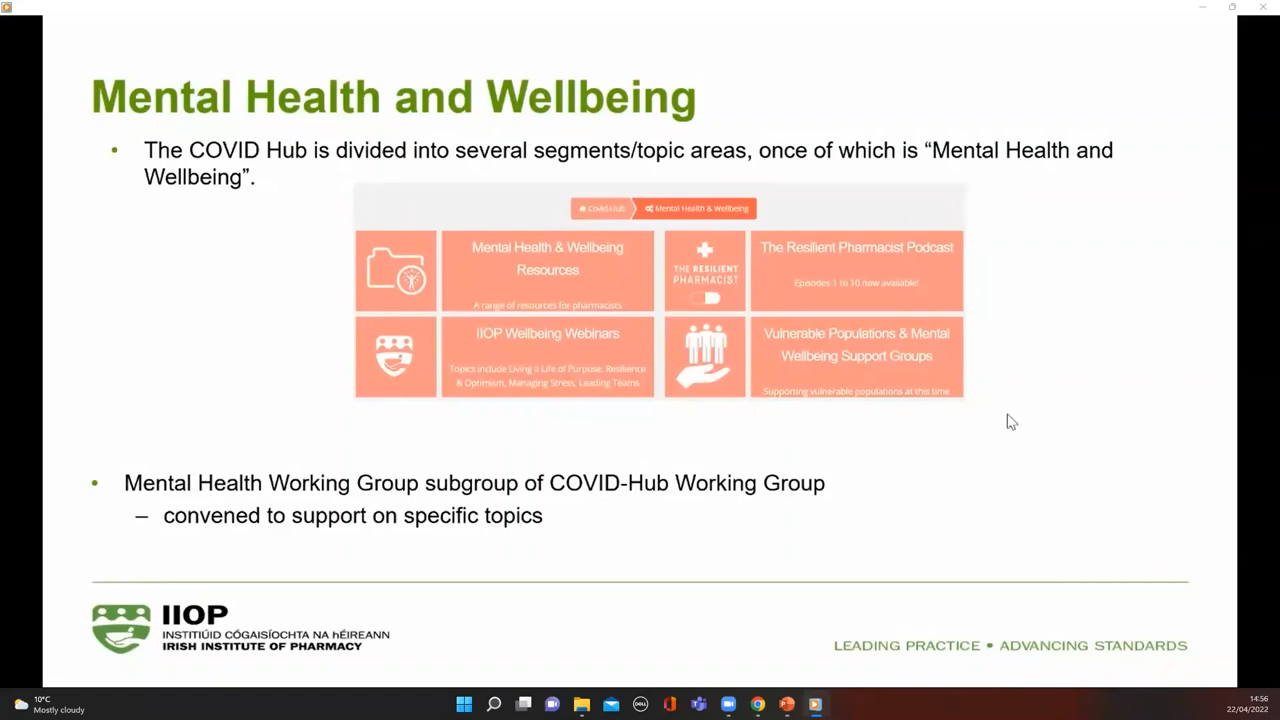 Mental Health and Wellbeing
• The COVID Hub is divided into several segments/topic areas, once of which is “Mental Health and
Wellbeing”.
Covid Hub
Mental Health & Wellbeing
Mental Health & Wellbeing
Resources
A range of resources for pharmacists
THE RESILIENT
PHARMACIST
The Resilient Pharmacist Podcast
Episodes 1 to 10 now available!
IIOP Wellbeing Webinars
Topics include Living a Life of Purpose, Resilience
& Optimism, Managing Stress, Leading Teams
Vulnerable Populations & Mental
Wellbeing Support Groups
Supporting vulnerable populations at this time
• Mental Health Working Group subgroup of COVID-Hub Working Group
– convened to support on specific topics
IIOP
INSTITIÚID CÓGAISÍOCHTA NA hÉIREANN
IRISH INSTITUTE OF PHARMACY
LEADING PRACTICE • ADVANCING STANDARDS
10°C
Mostly cloudy
DELL
14:56
22/04/2022